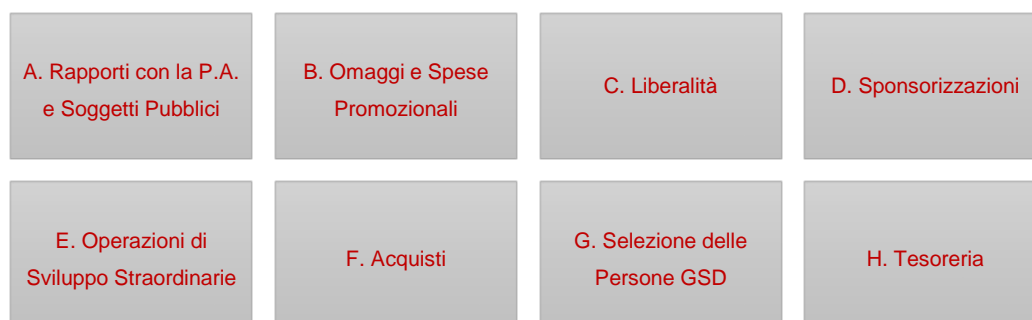 A. Rapporti con la P.A.
e Soggetti Pubblici
B. Omaggi e Spese
Promozionali
C. Liberalità
D. Sponsorizzazioni
E. Operazioni di
Sviluppo Straordinarie
F. Acquisti
G. Selezione delle
Persone GSD
H. Tesoreria